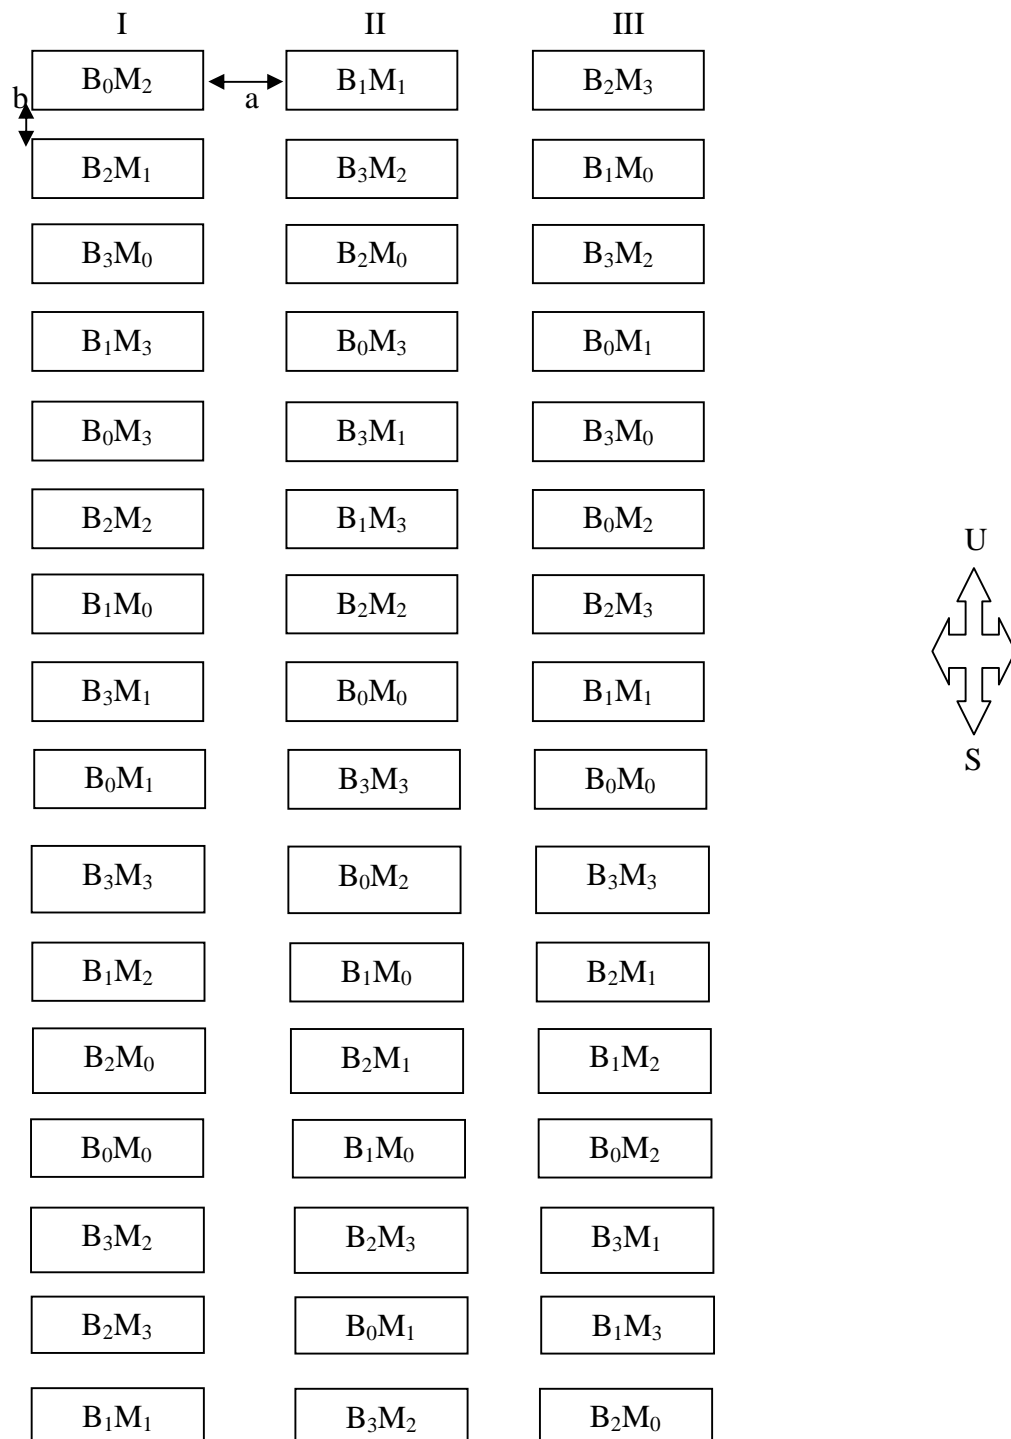 I II III
B₀M₂ a B₁M₁ B₂M₃
b
B₂M₁ B₃M₂ B₁M₀
B₃M₀ B₂M₀ B₃M₂
B₁M₃ B₀M₃ B₀M₁
B₀M₃ B₃M₁ B₃M₀
B₂M₂ B₁M₃ B₀M₂
U
B₁M₀ B₂M₂ B₂M₃
B₃M₁ B₀M₀ B₁M₁
S
B₀M₁ B₃M₃ B₀M₀
B₃M₃ B₀M₂ B₃M₃
B₁M₂ B₁M₀ B₂M₁
B₂M₀ B₂M₁ B₁M₂
B₀M₀ B₁M₀ B₀M₂
B₃M₂ B₂M₃ B₃M₁
B₂M₃ B₀M₁ B₁M₃
B₁M₁ B₃M₂ B₂M₀